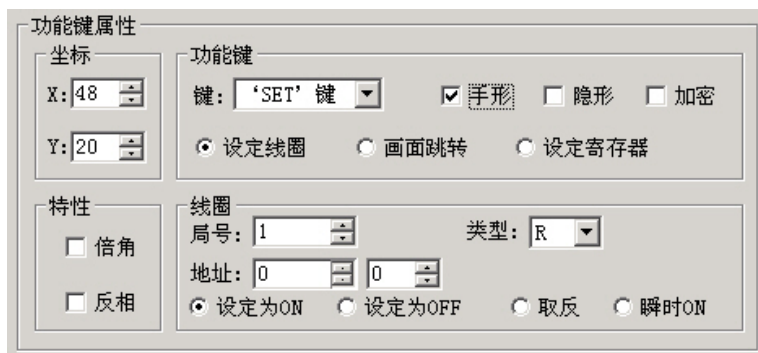 功能键属性
坐标
X: 48
Y: 20
功能键
键: ‘SET’键 手形 隐形 加密
设定线圈 画面跳转 设定寄存器
特性
倍角
反相
线圈
局号: 1 类型: R
地址: 0 0
设定为ON 设定为OFF 取反 瞬时ON